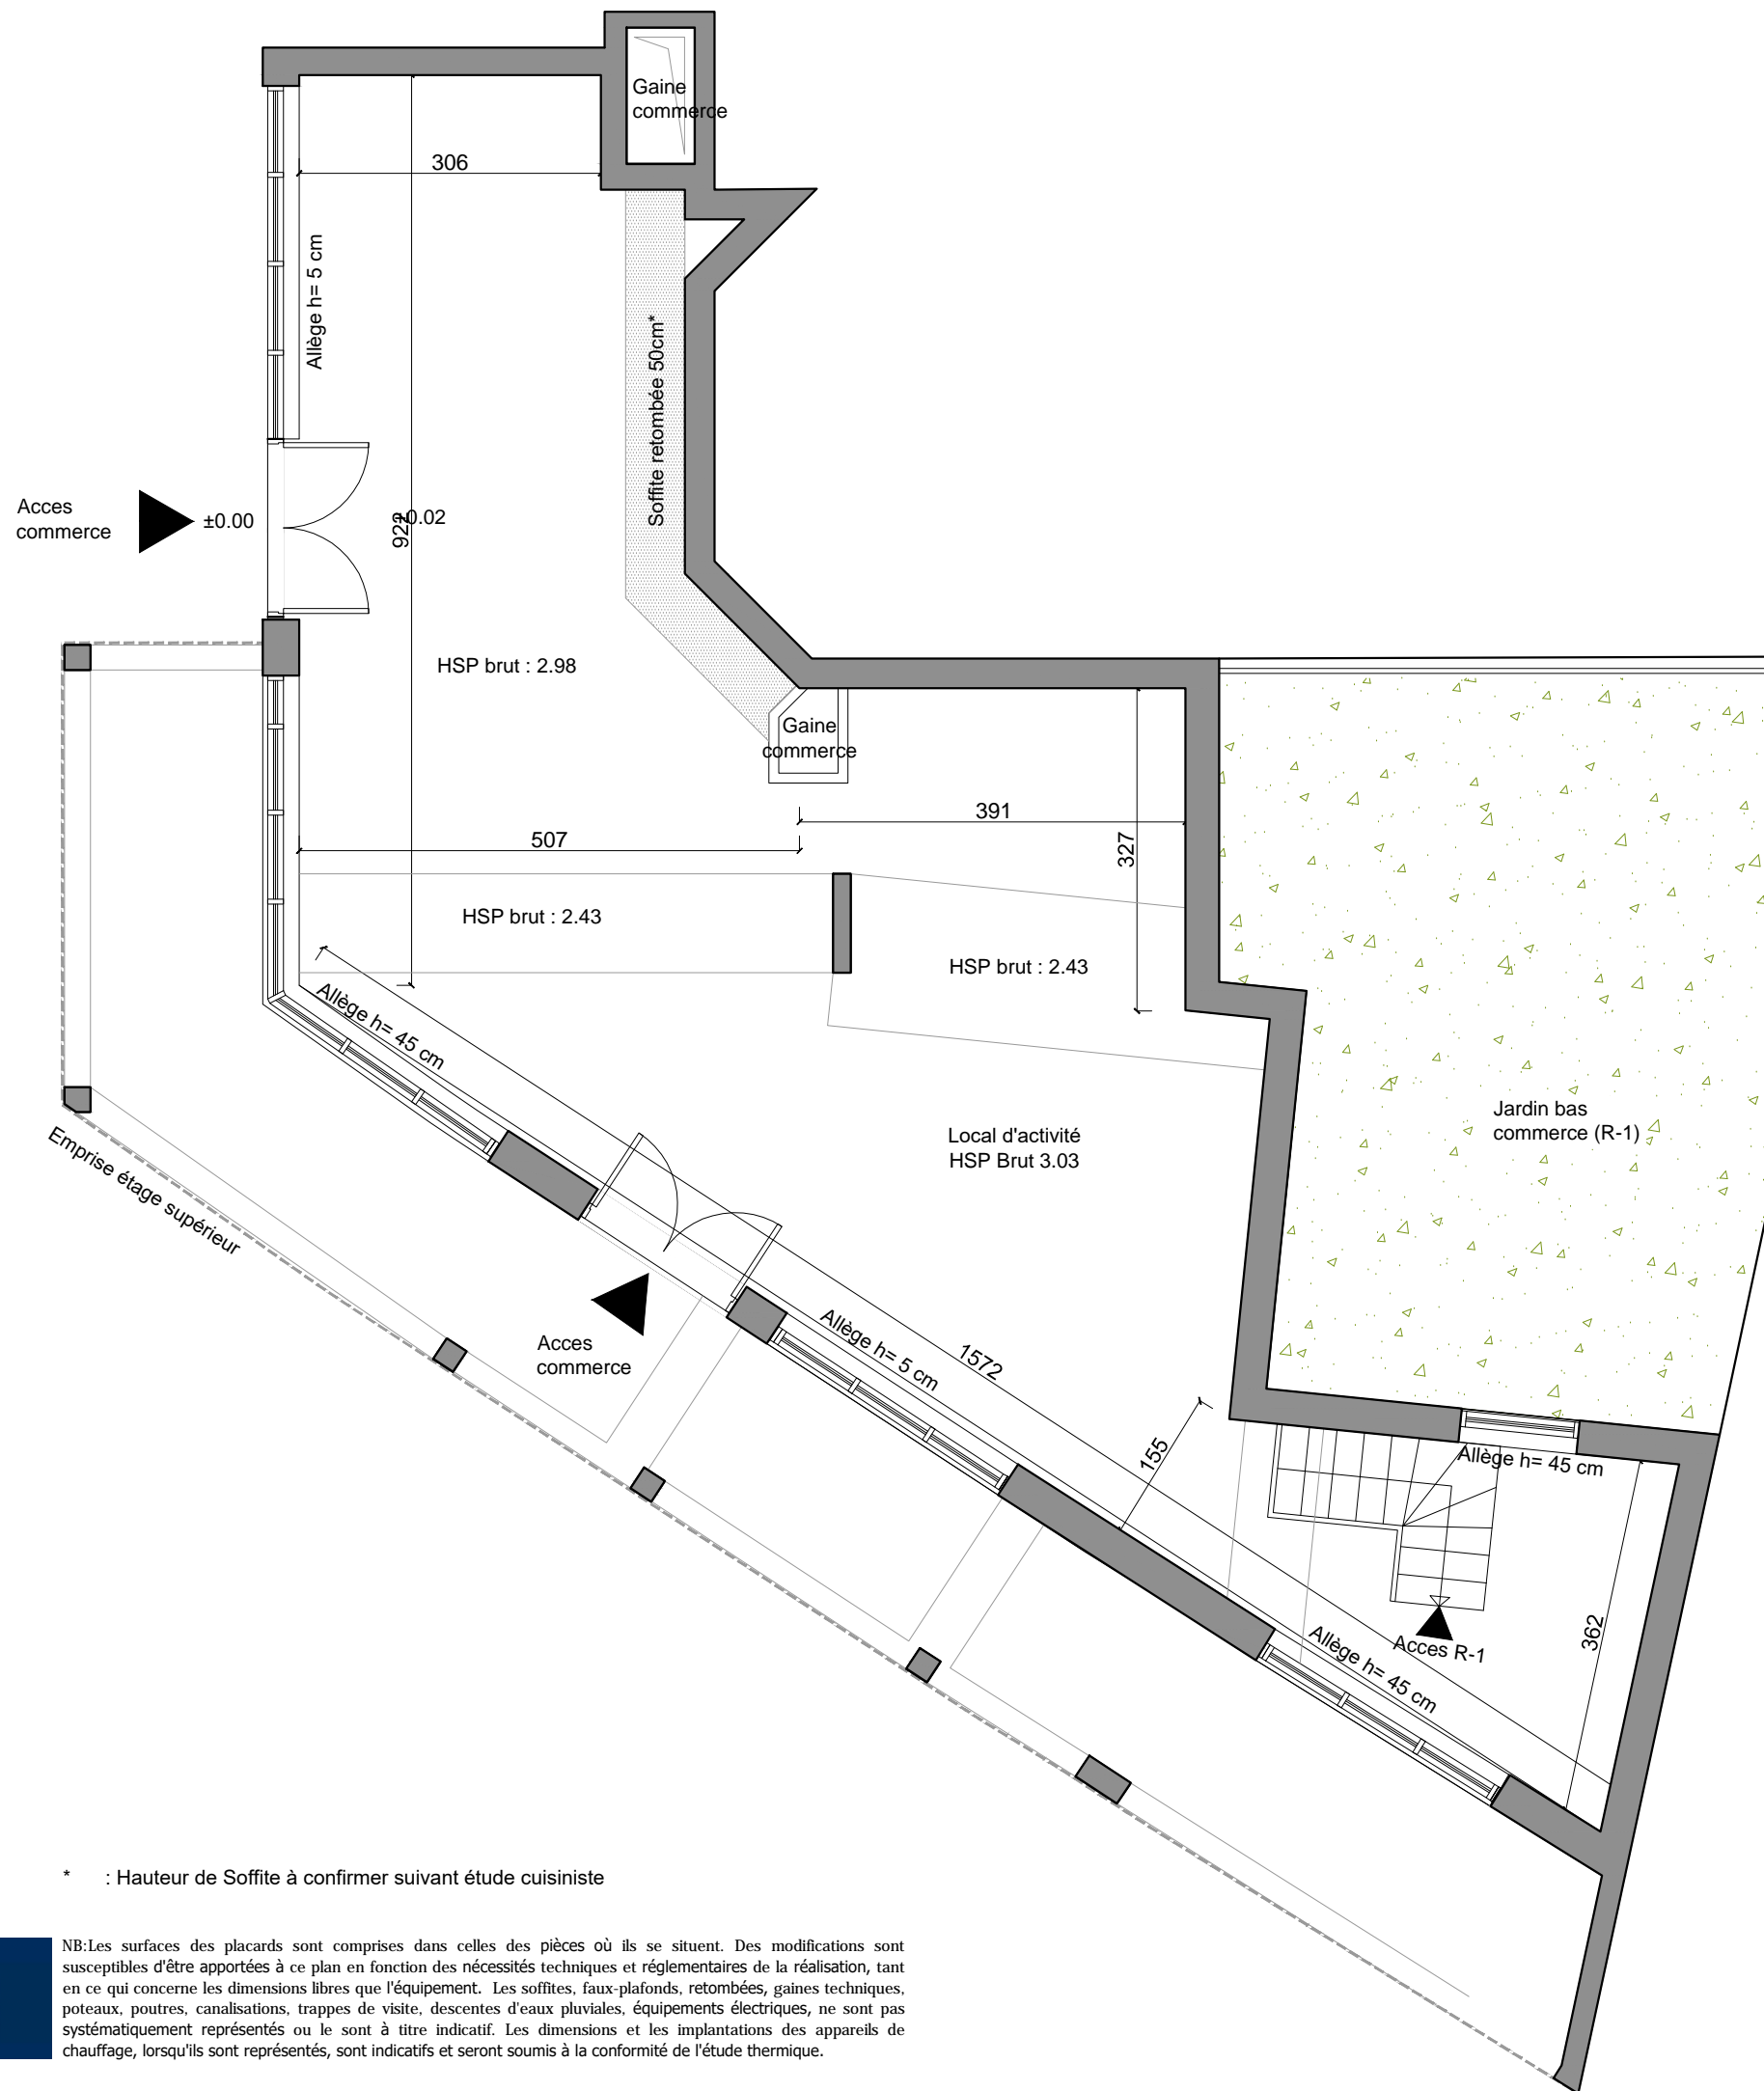 Gaine
commerce
306
Allège h= 5 cm
Soffite retombée 50cm*
Acces
commerce
±0.00
922
±0.02
HSP brut : 2.98
Gaine
commerce
391
507
327
HSP brut : 2.43
HSP brut : 2.43
Allège h= 45 cm
Jardin bas
commerce (R-1)
Local d'activité
HSP Brut 3.03
Emprise étage supérieur
Acces
commerce
Allège h= 5 cm
1572
155
Allège h= 45 cm
362
Acces R-1
Allège h= 45 cm
* : Hauteur de Soffite à confirmer suivant étude cuisiniste
NB:Les surfaces des placards sont comprises dans celles des pièces où ils se situent. Des modifications sont
susceptibles d'être apportées à ce plan en fonction des nécessités techniques et réglementaires de la réalisation, tant
en ce qui concerne les dimensions libres que l'équipement. Les soffites, faux-plafonds, retombées, gaines techniques,
poteaux, poutres, canalisations, trappes de visite, descentes d'eaux pluviales, équipements électriques, ne sont pas
systématiquement représentés ou le sont à titre indicatif. Les dimensions et les implantations des appareils de
chauffage, lorsqu'ils sont représentés, sont indicatifs et seront soumis à la conformité de l'étude thermique.